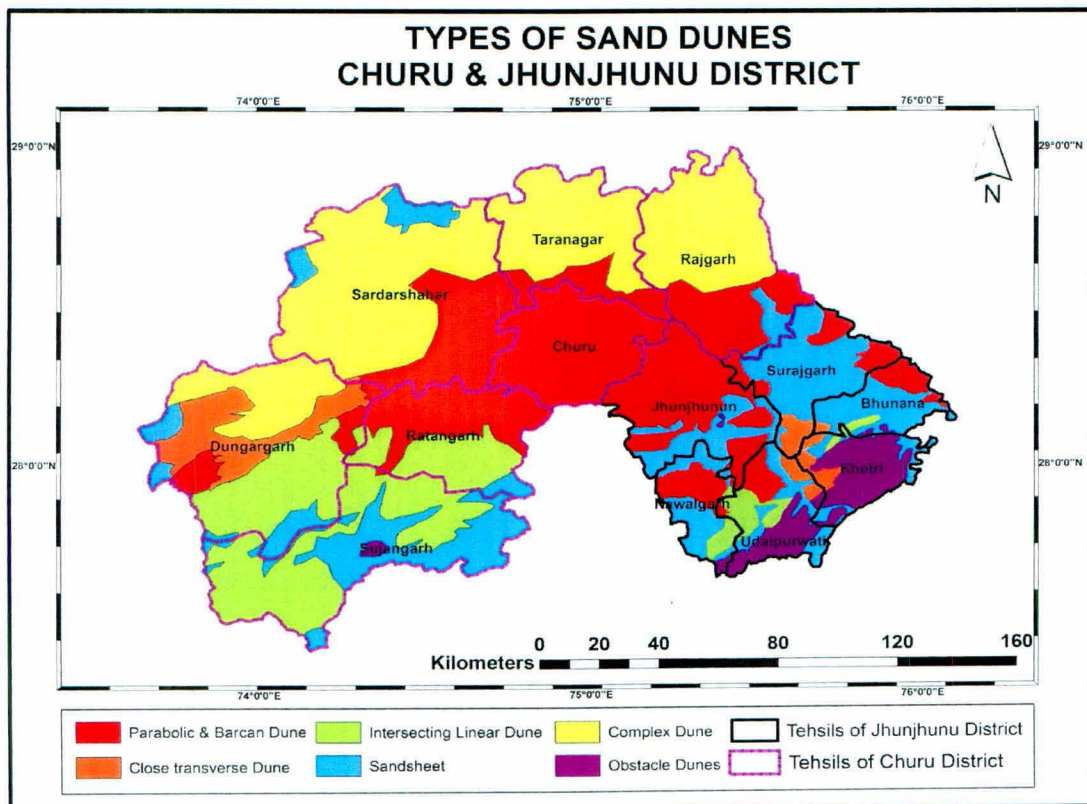 TYPES OF SAND DUNES
CHURU & JHUNJHUNU DISTRICT
74°0'0"E 75°0'0"E 76°0'0"E
29°0'0"N 29°0'0"N
N
Taranagar
Rajgarh
Sardarshahar
Churu
Surajgarh
Jhunjhunun
Bhunana
Dungargarh
Ratangarh
28°0'0"N 28°0'0"N
Khetri
Nawalgarh
Udaipurwati
Sujangarh
0 20 40 80 120 160
Kilometers
74°0'0"E 75°0'0"E 76°0'0"E
Parabolic & Barcan Dune Intersecting Linear Dune Complex Dune Tehsils of Jhunjhunu District
Close transverse Dune Sandsheet Obstacle Dunes Tehsils of Churu District